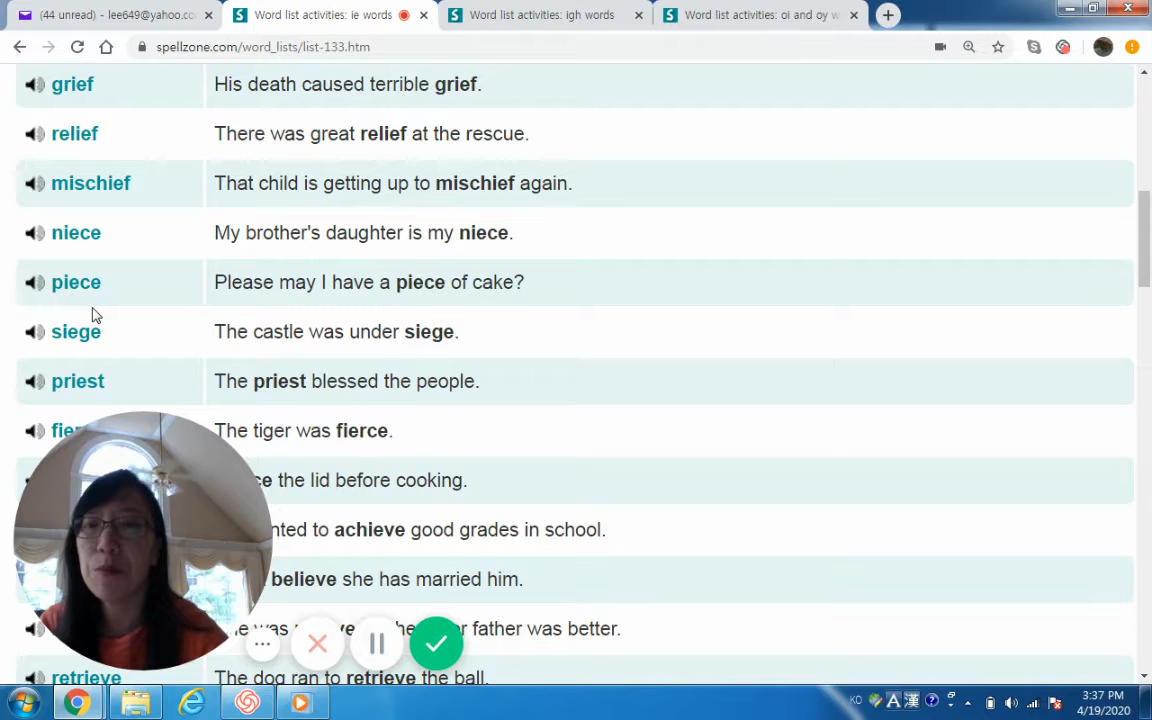 (44 unread) - lee649@yahoo.co
Word list activities: ie words
Word list activities: igh words
Word list activities: oi and oy w
spellzone.com/word_lists/list-133.htm
grief His death caused terrible grief.
relief There was great relief at the rescue.
mischief That child is getting up to mischief again.
niece My brother's daughter is my niece.
piece Please may I have a piece of cake?
siege The castle was under siege.
priest The priest blessed the people.
The tiger was fierce.
the lid before cooking.
to achieve good grades in school.
believe she has married him.
was father was better.
retrieve The dog ran to retrieve the ball.
KO A 漢 3:37 PM
4/19/2020